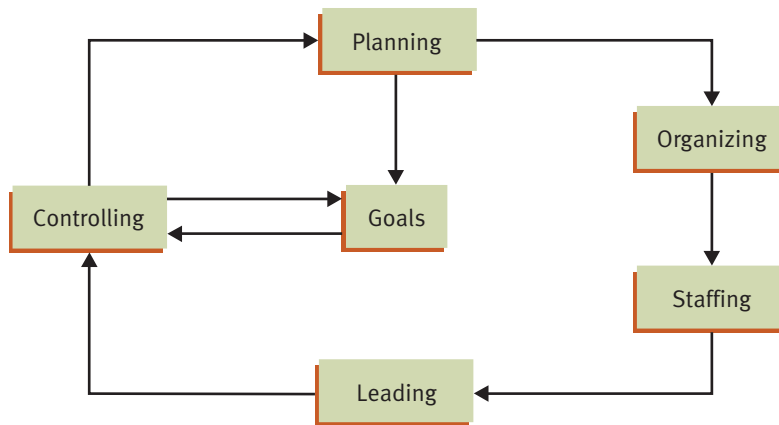 Planning
Organizing
Controlling
Goals
Staffing
Leading